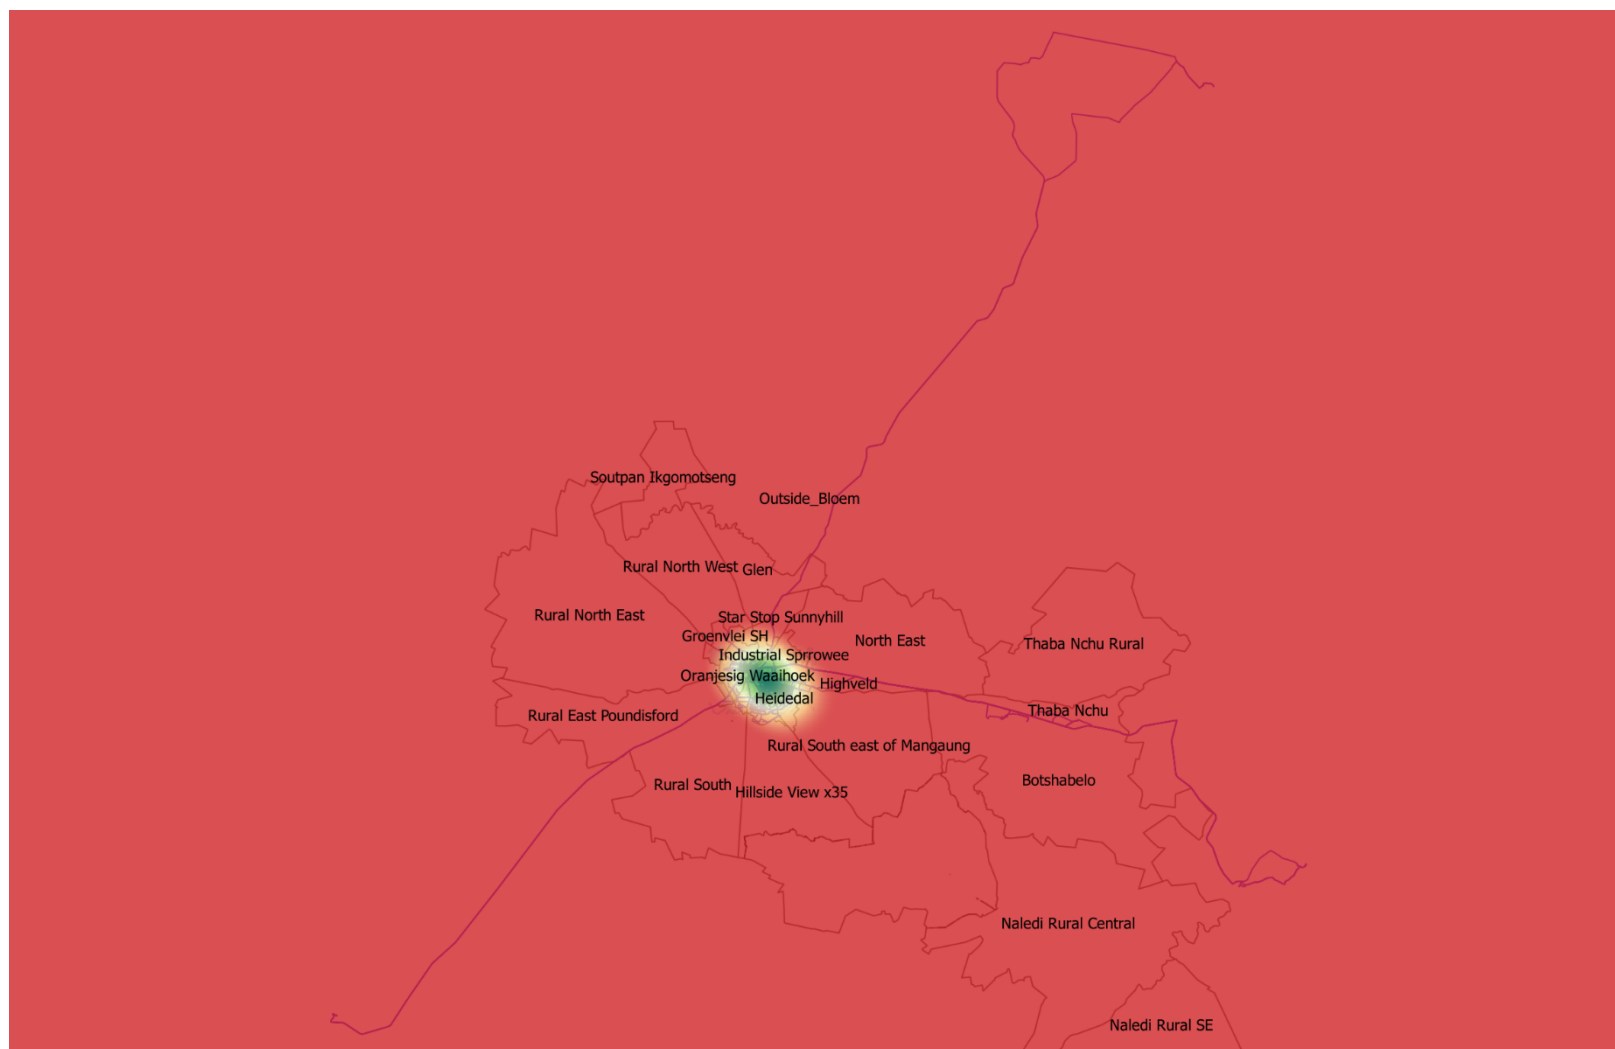 Soutpan Ikgomotseng
Outside_Bloem
Rural North West
Glen
Rural North East
Star Stop Sunnyhill
Groenvlei SH
North East
Thaba Nchu Rural
Industrial Sprrowee
Oranjesig Waaihoek
Highveld
Heidedal
Thaba Nchu
Rural East Poundisford
Rural South east of Mangaung
Botshabelo
Rural South
Hillside View x35
Naledi Rural Central
Naledi Rural SE